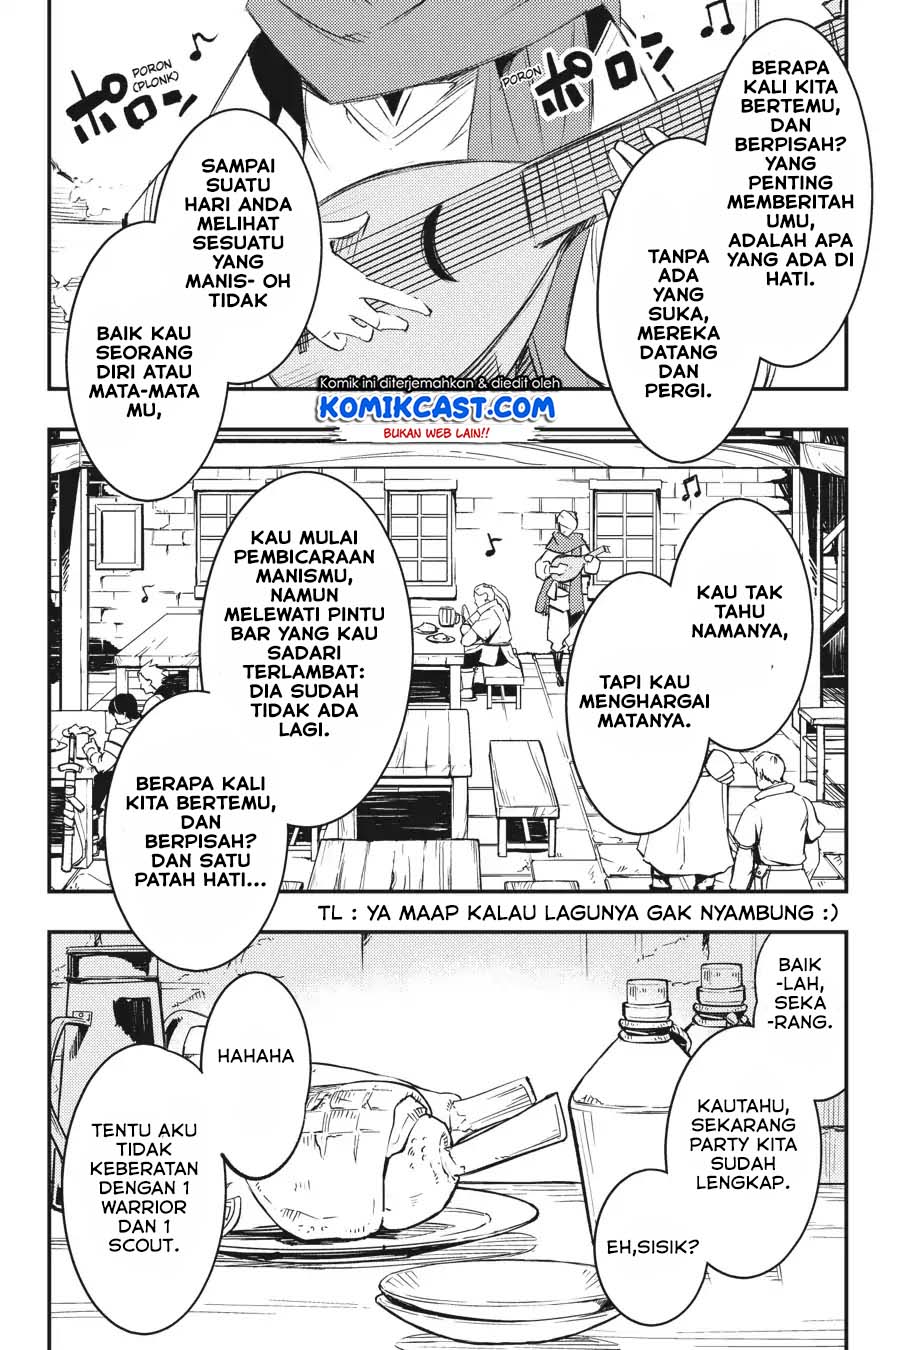 ポロン
PORON
(PLONK)
PORON
ポロン
BERAPA
KALI KITA
BERTEMU,
DAN
BERPISAH?
YANG
PENTING
MEMBERITAH
UMU,
ADALAH APA
YANG ADA DI
HATI.
TANPA
ADA
YANG
SUKA,
MEREKA
DATANG
DAN
PERGI.
SAMPAI
SUATU
HARI ANDA
MELIHAT
SESUATU
YANG
MANIS- OH
TIDAK
BAIK KAU
SEORANG
DIRI ATAU
MATA-MATA
MU,
Komik ini diterjemahkan & diedit oleh
KOMIKCAST.COM
BUKAN WEB LAIN!!
KAU TAK
TAHU
NAMANYA,
TAPI KAU
MENGHARGAI
MATANYA.
KAU MULAI
PEMBICARAAN
MANISMU,
NAMUN
MELEWATI PINTU
BAR YANG KAU
SADARI
TERLAMBAT:
DIA SUDAH
TIDAK ADA
LAGI.
BERAPA KALI
KITA BERTEMU,
DAN
BERPISAH?
DAN SATU
PATAH HATI...
TL : YA MAAP KALAU LAGUNYA GAK NYAMBUNG :)
BAIK
-LAH,
SEKA
-RANG.
KAUTAHU,
SEKARANG
PARTY KITA
SUDAH
LENGKAP.
EH,SISIK?
HAHAHA
TENTU AKU
TIDAK
KEBERATAN
DENGAN 1
WARRIOR
DAN 1
SCOUT.